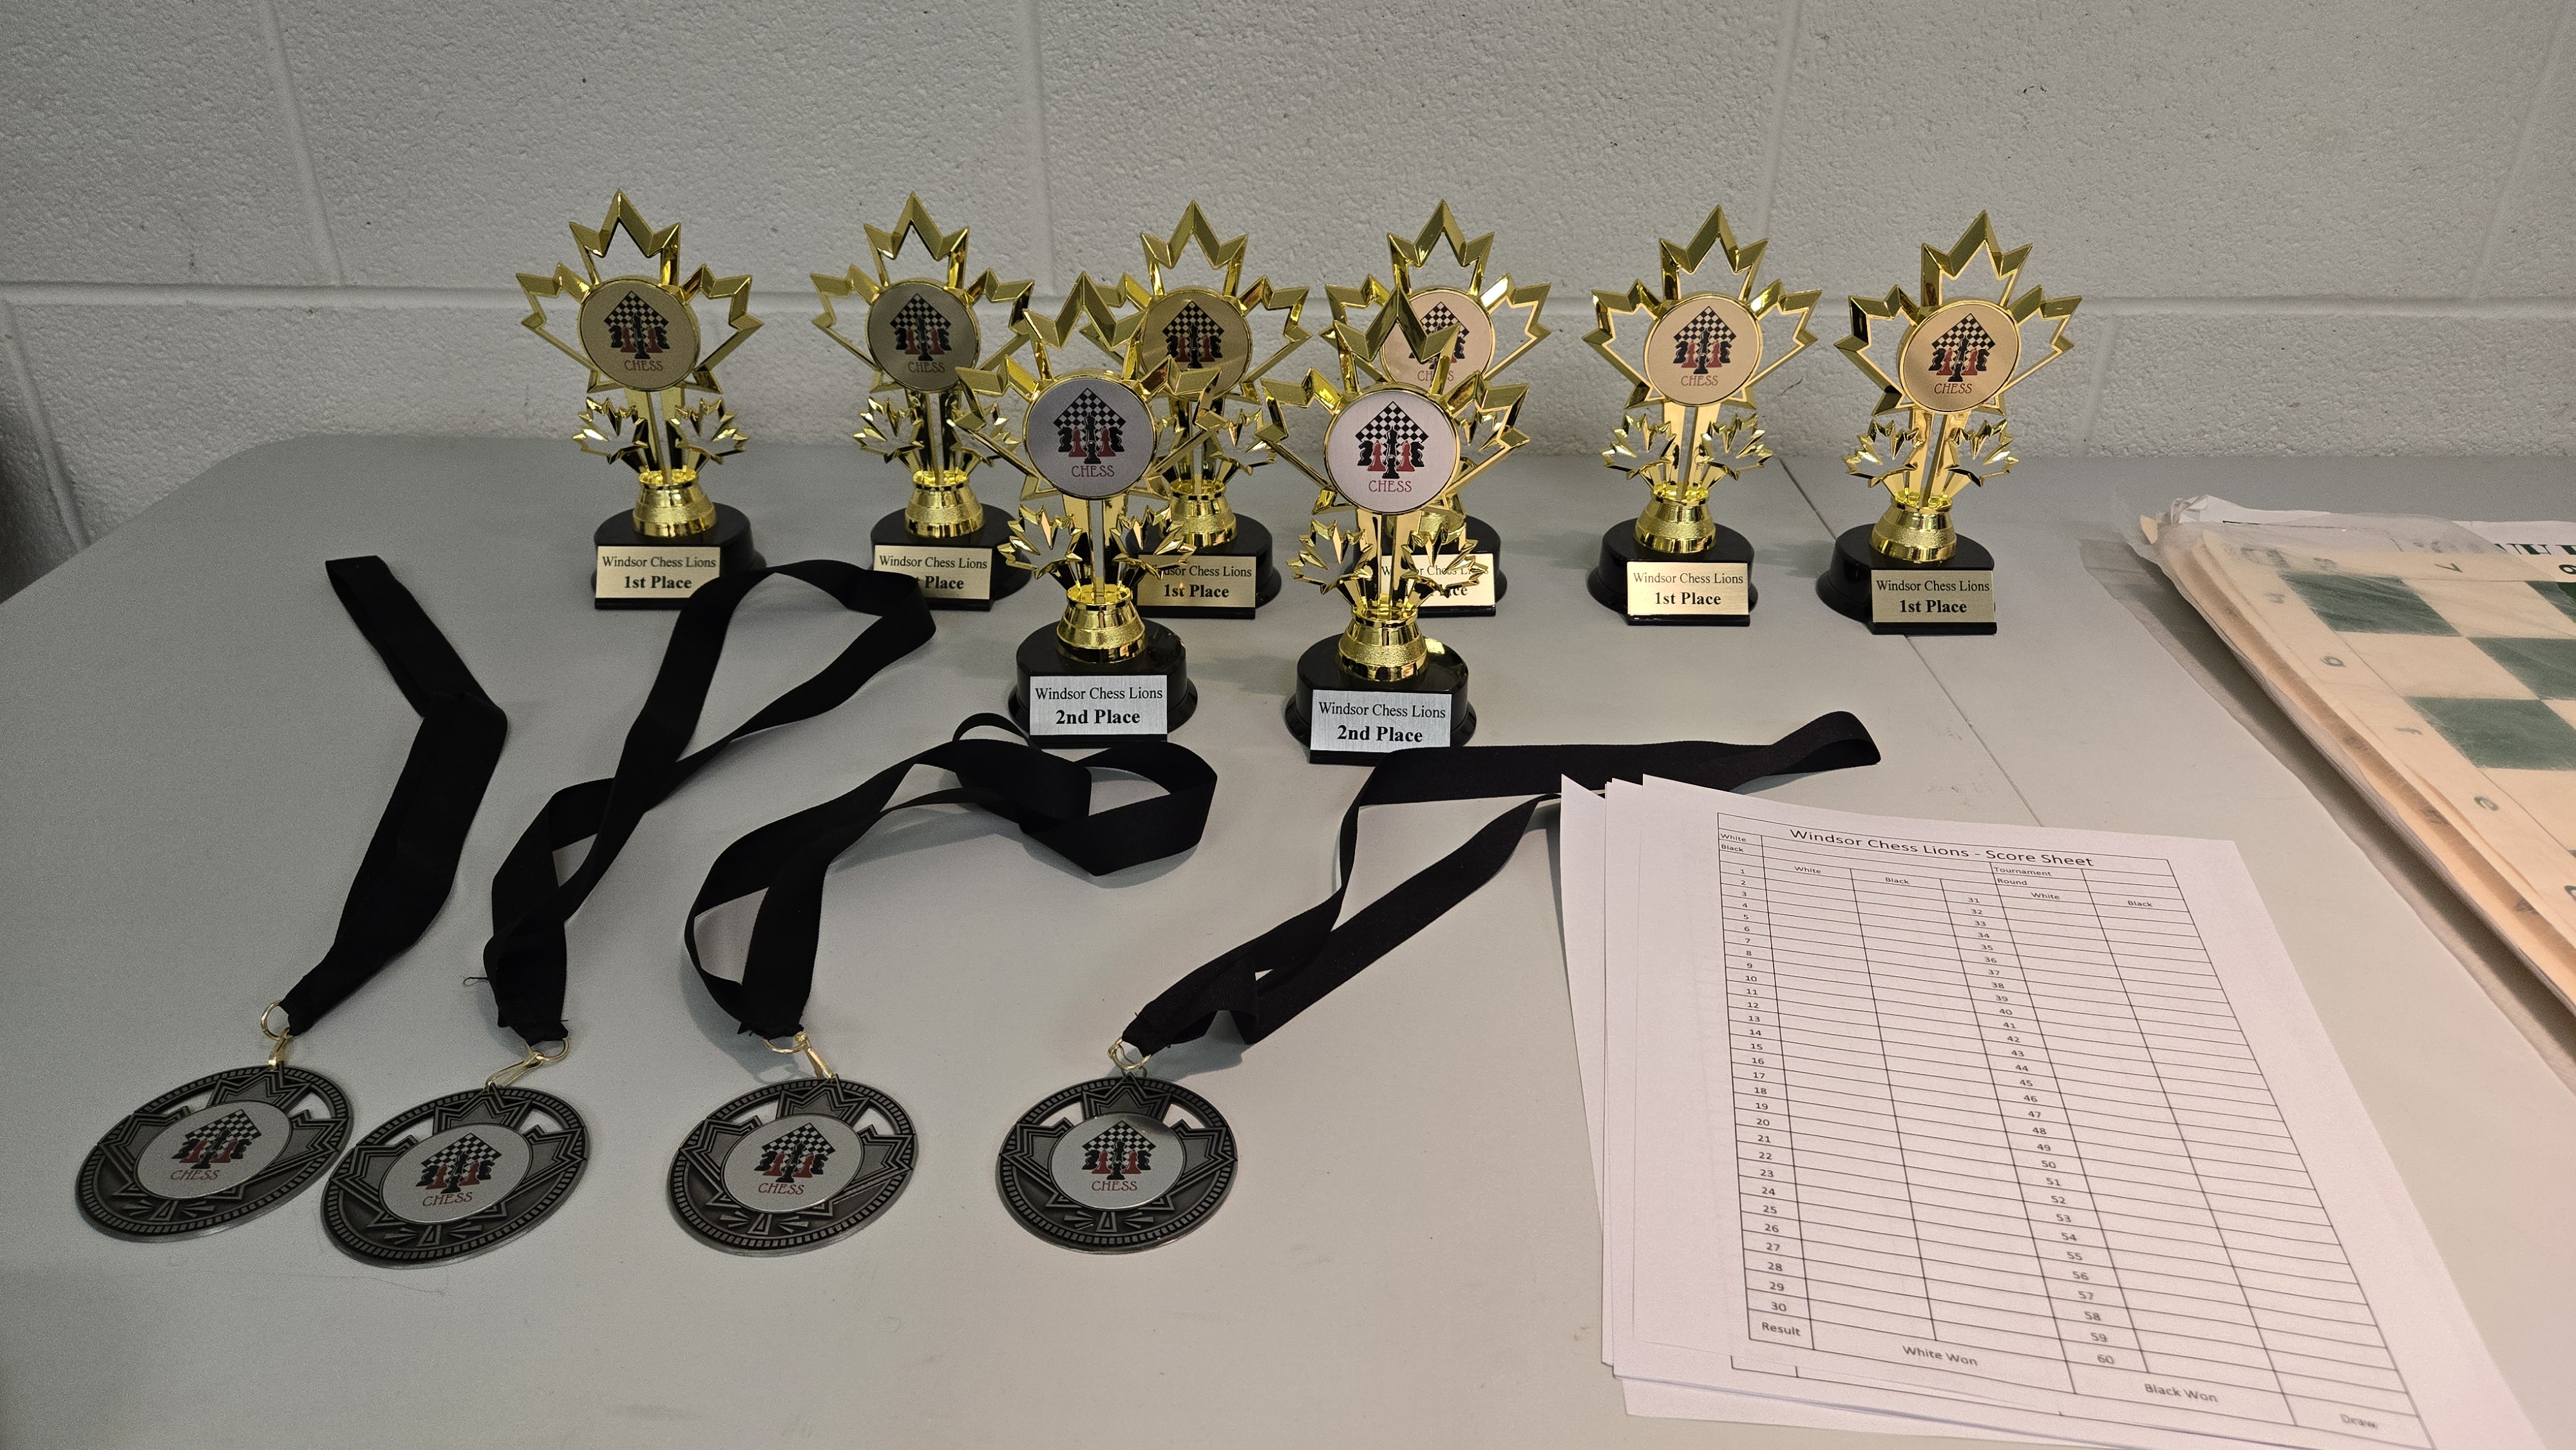 CHESS
CHESS
CHESS
CHESS
CHESS
CHESS
CHESS
Windsor Chess Lions
1st Place
Windsor Chess Lions
Place
Chess Lions
1st Place
Windsor Chess Lions
1st Place
Windsor Chess Lions
1st Place
Windsor Chess Lions
2nd Place
Windsor Chess Lions
2nd Place
CHESS
CHESS
CHESS
CHESS
Windsor Chess Lions - Score Sheet
White
Black
Tournament
Round
White Black White Black
1
2
3 31
4 32
5 33
6 34
7 35
8 36
9 37
10 38
11 39
12 40
13 41
14 42
15 43
16 44
17 45
18 46
19 47
20 48
21 49
22 50
23 51
24 52
25 53
26 54
27 55
28 56
29 57
30 58
59
60
Result White Won Black Won Draw